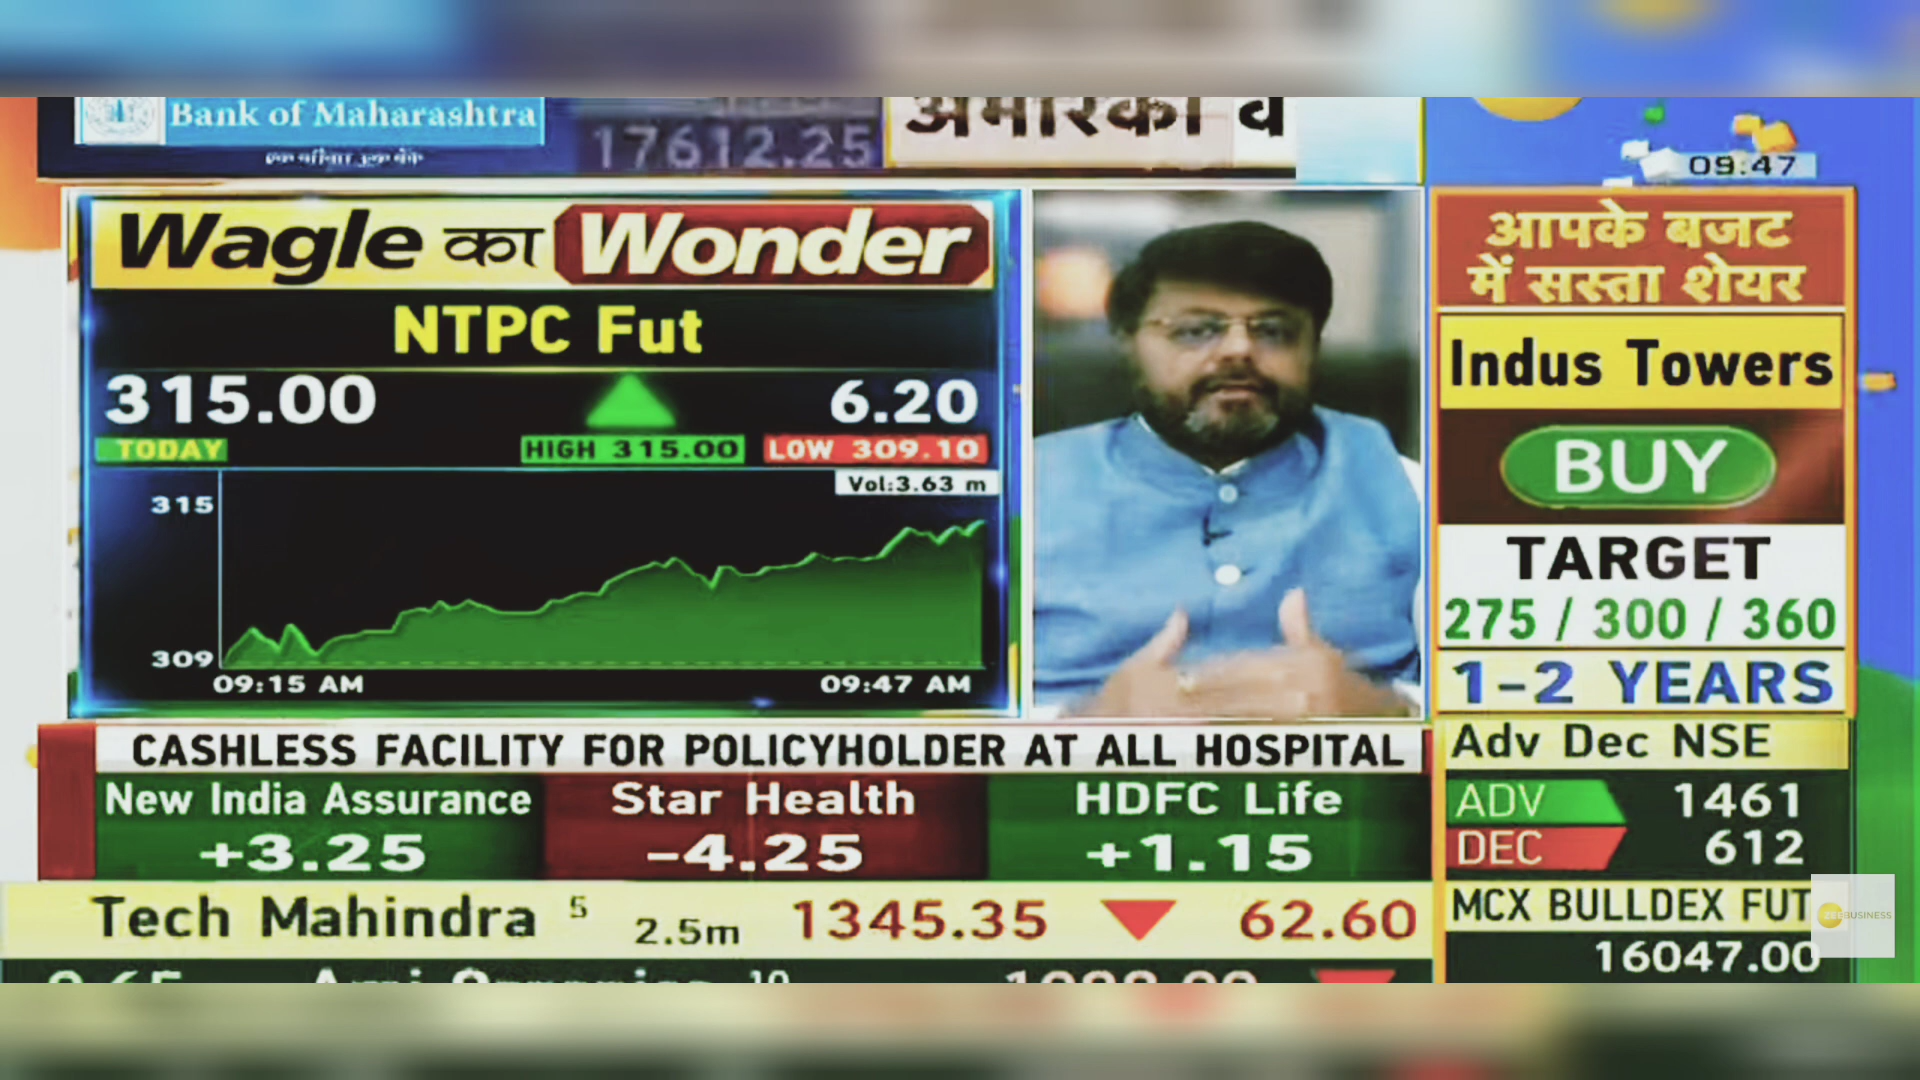 Bank of Maharashtra
17612.25
09:47
Wagle का Wonder
NTPC Fut
315.00
6.20
TODAY
HIGH 315.00
LOW 309.10
Vol:3.63 m
315
309
09:15 AM
09:47 AM
आपके बजट
में सस्ता शेयर
Indus Towers
BUY
TARGET
275 / 300 / 360
1-2 YEARS
CASHLESS FACILITY FOR POLICYHOLDER AT ALL HOSPITAL
New India Assurance
+3.25
Star Health
-4.25
HDFC Life
+1.15
Adv Dec NSE
ADV 1461
DEC 612
MCX BULLDEX FUT
16047.00
Tech Mahindra 5 2.5m 1345.35 62.60
ZEEBUSINESS